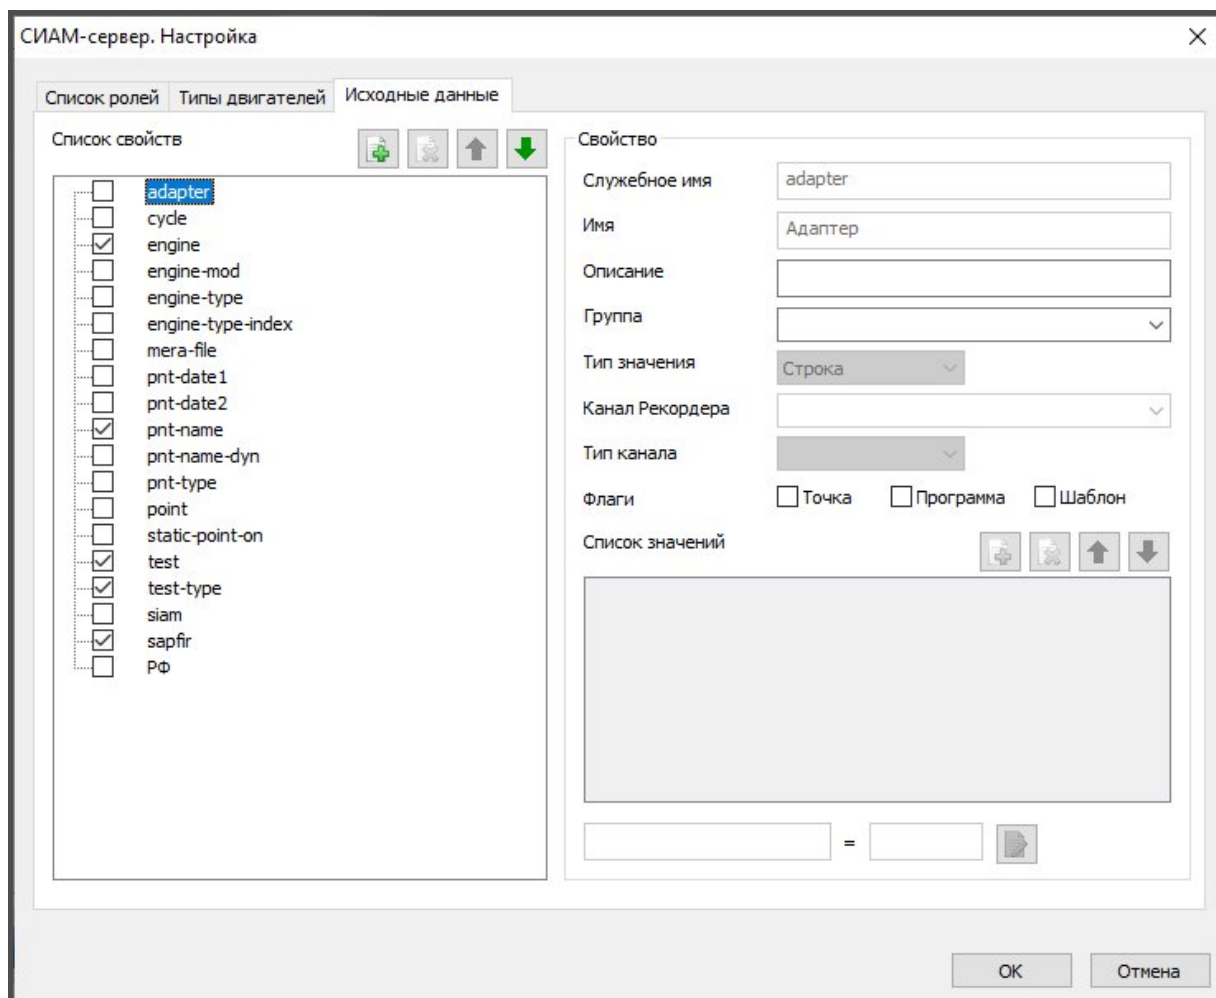 СИАМ-сервер. Настройка
Список ролей
Типы двигателей
Исходные данные
Список свойств
adapter
cycle
engine
engine-mod
engine-type
engine-type-index
mera-file
pnt-date1
pnt-date2
pnt-name
pnt-name-dyn
pnt-type
point
static-point-on
test
test-type
siam
sapfir
РФ
Свойство
Служебное имя
adapter
Имя
Адаптер
Описание
Группа
Тип значения
Строка
Канал Рекордера
Тип канала
Флаги
Точка
Программа
Шаблон
Список значений
=
OK
Отмена